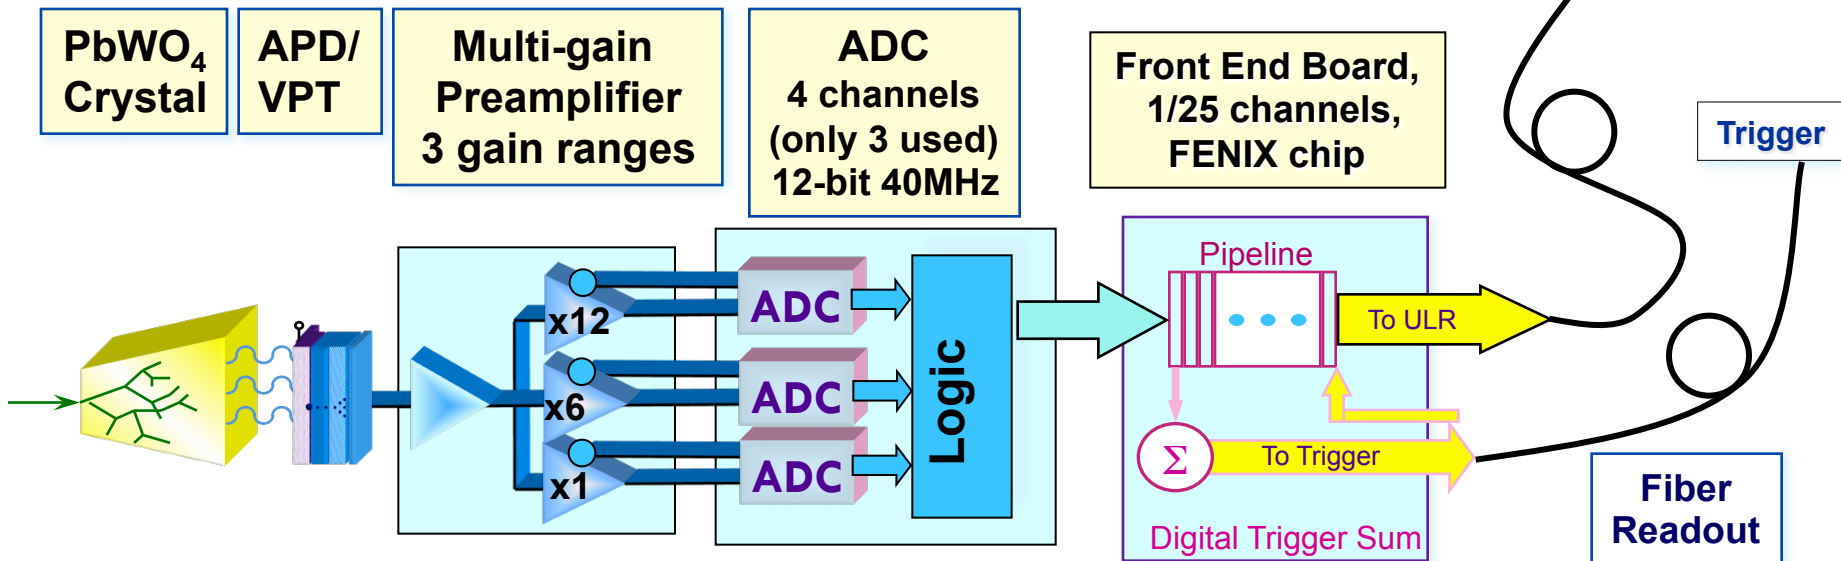 PbWO4
Crystal
APD/
VPT
Multi-gain
Preamplifier
3 gain ranges
ADC
4 channels
(only 3 used)
12-bit 40MHz
Front End Board,
1/25 channels,
FENIX chip
Trigger
x12
x6
x1
ADC
ADC
ADC
Logic
Pipeline
To ULR
Σ
To Trigger
Digital Trigger Sum
Fiber
Readout